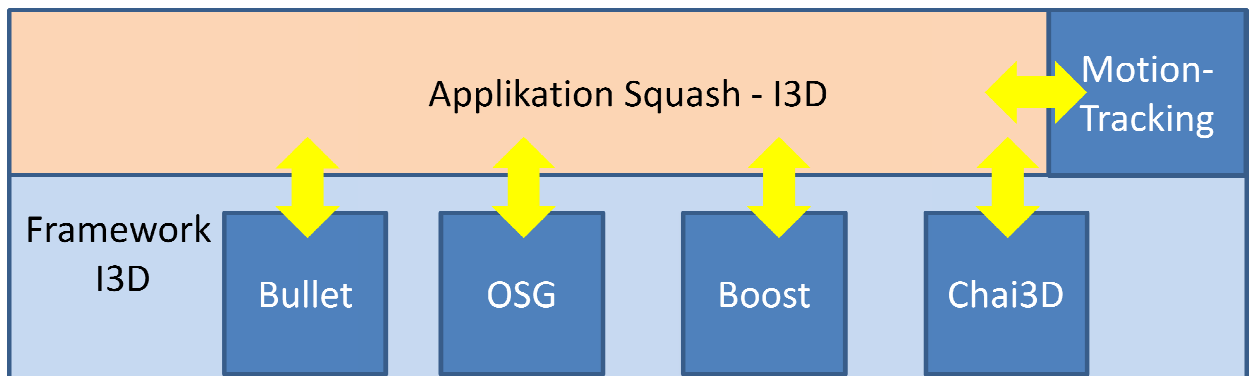 Applikation Squash - I3D
Motion-
Tracking
Framework
I3D
Bullet
OSG
Boost
Chai3D